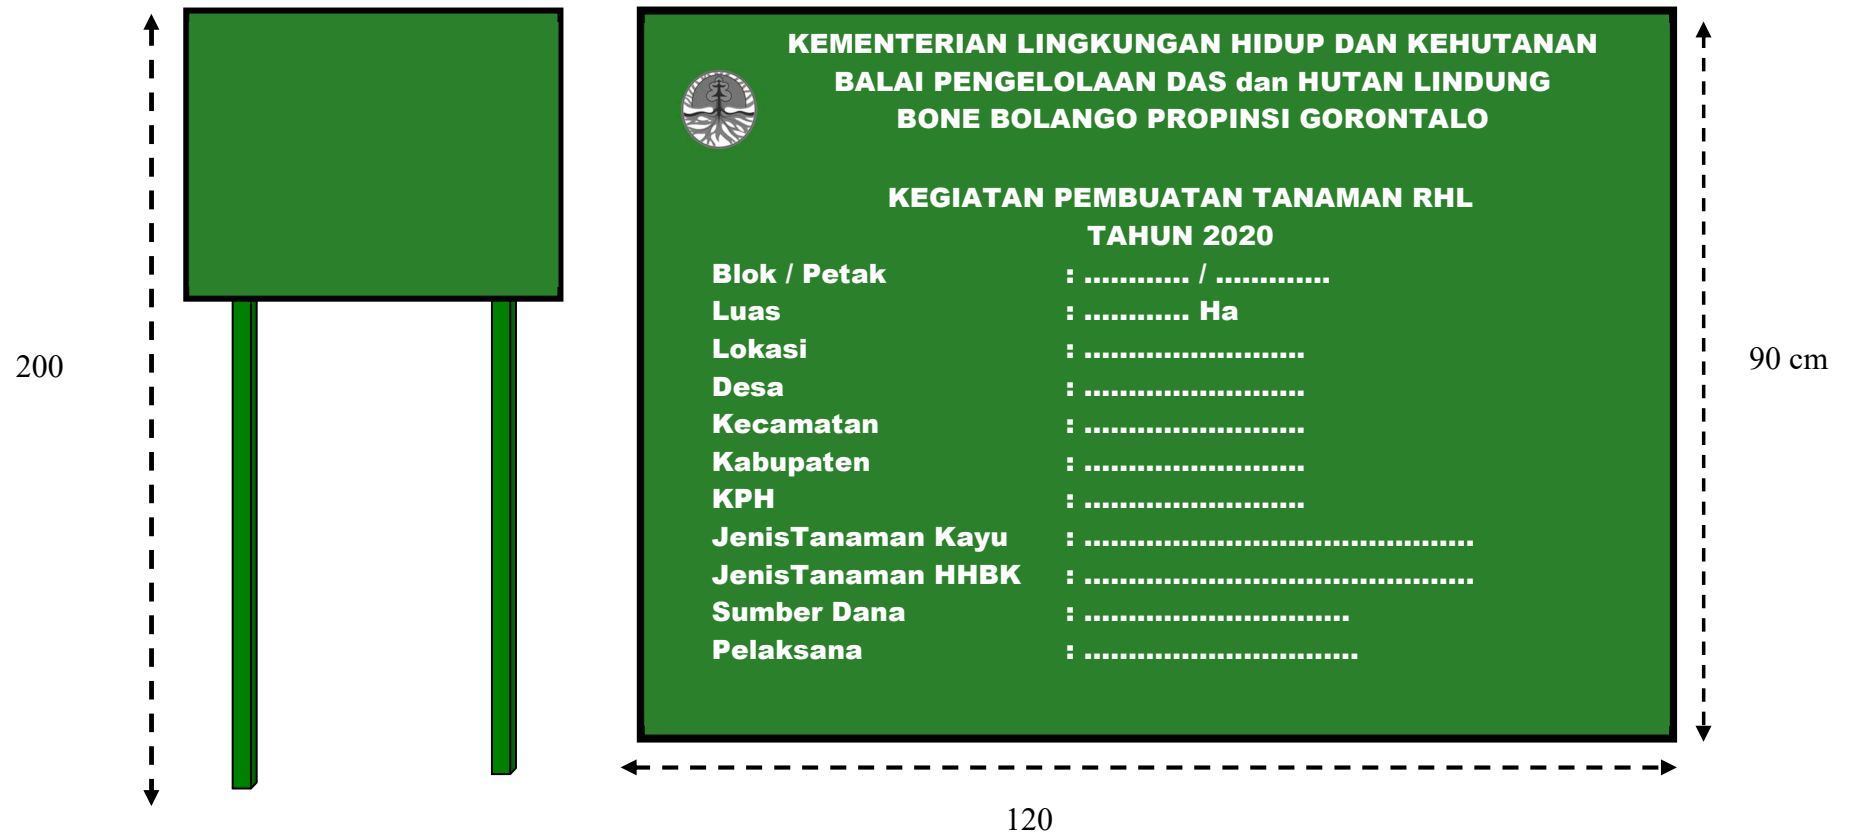 KEMENTERIAN LINGKUNGAN HIDUP DAN KEHUTANAN
BALAI PENGELOLAAN DAS dan HUTAN LINDUNG
BONE BOLANGO PROPINSI GORONTALO
KEGIATAN PEMBUATAN TANAMAN RHL
TAHUN 2020
Blok / Petak : ............ / .............
Luas : ............ Ha
Lokasi : .........................
Desa : .........................
Kecamatan : .........................
Kabupaten : .........................
KPH : .........................
JenisTanaman Kayu : ............................................
JenisTanaman HHBK : ............................................
Sumber Dana : ..............................
Pelaksana : ...............................
200
90 cm
120